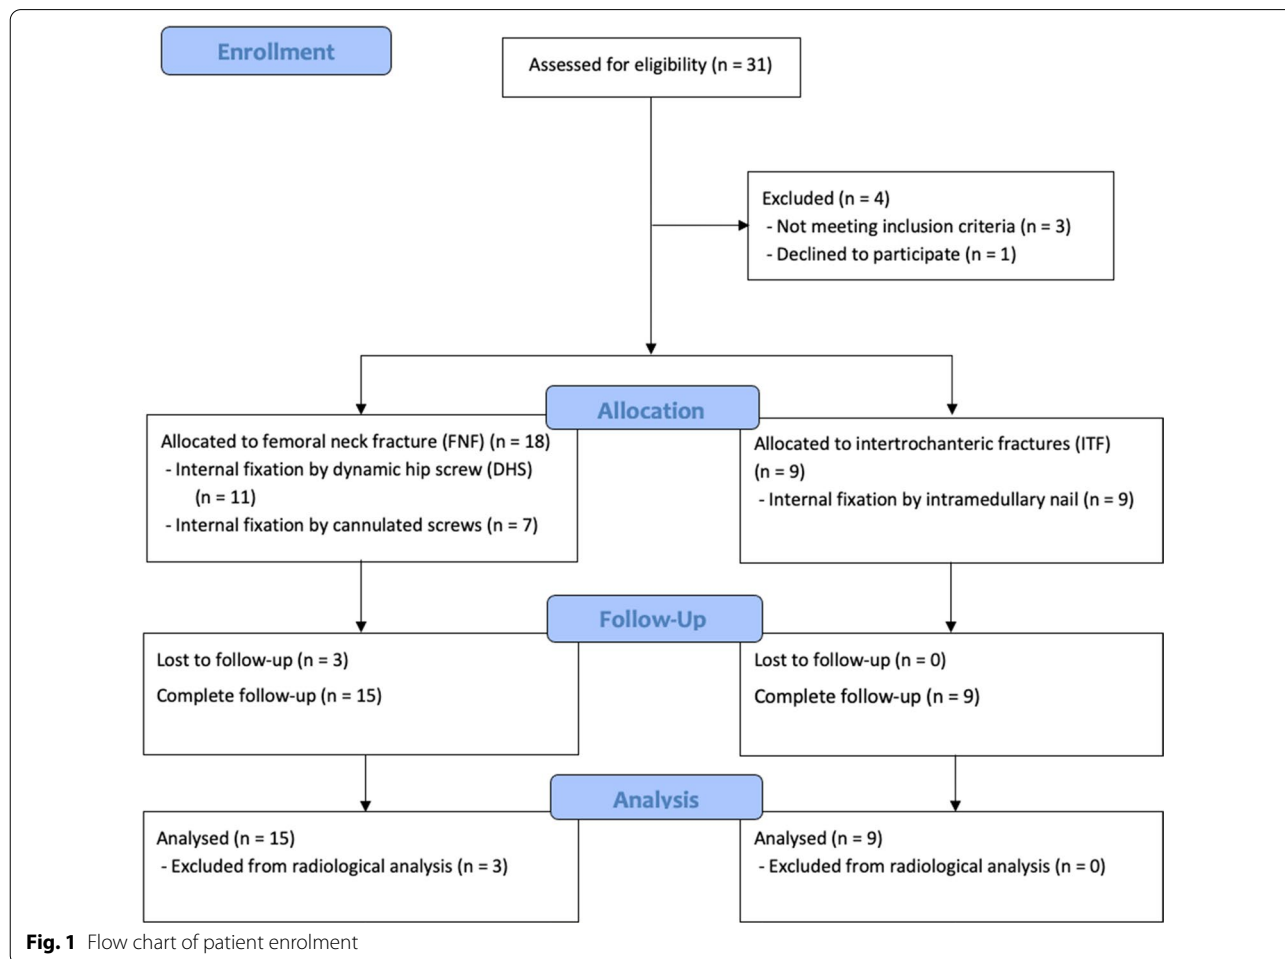 Enrollment
Assessed for eligibility (n = 31)
Excluded (n = 4)
- Not meeting inclusion criteria (n = 3)
- Declined to participate (n = 1)
Allocation
Allocated to femoral neck fracture (FNF) (n = 18)
- Internal fixation by dynamic hip screw (DHS)
(n = 11)
- Internal fixation by cannulated screws (n = 7)
Allocated to intertrochanteric fractures (ITF)
(n = 9)
- Internal fixation by intramedullary nail (n = 9)
Follow-Up
Lost to follow-up (n = 3)
Complete follow-up (n = 15)
Lost to follow-up (n = 0)
Complete follow-up (n = 9)
Analysis
Analysed (n = 15)
- Excluded from radiological analysis (n = 3)
Analysed (n = 9)
- Excluded from radiological analysis (n = 0)
Fig. 1 Flow chart of patient enrolment